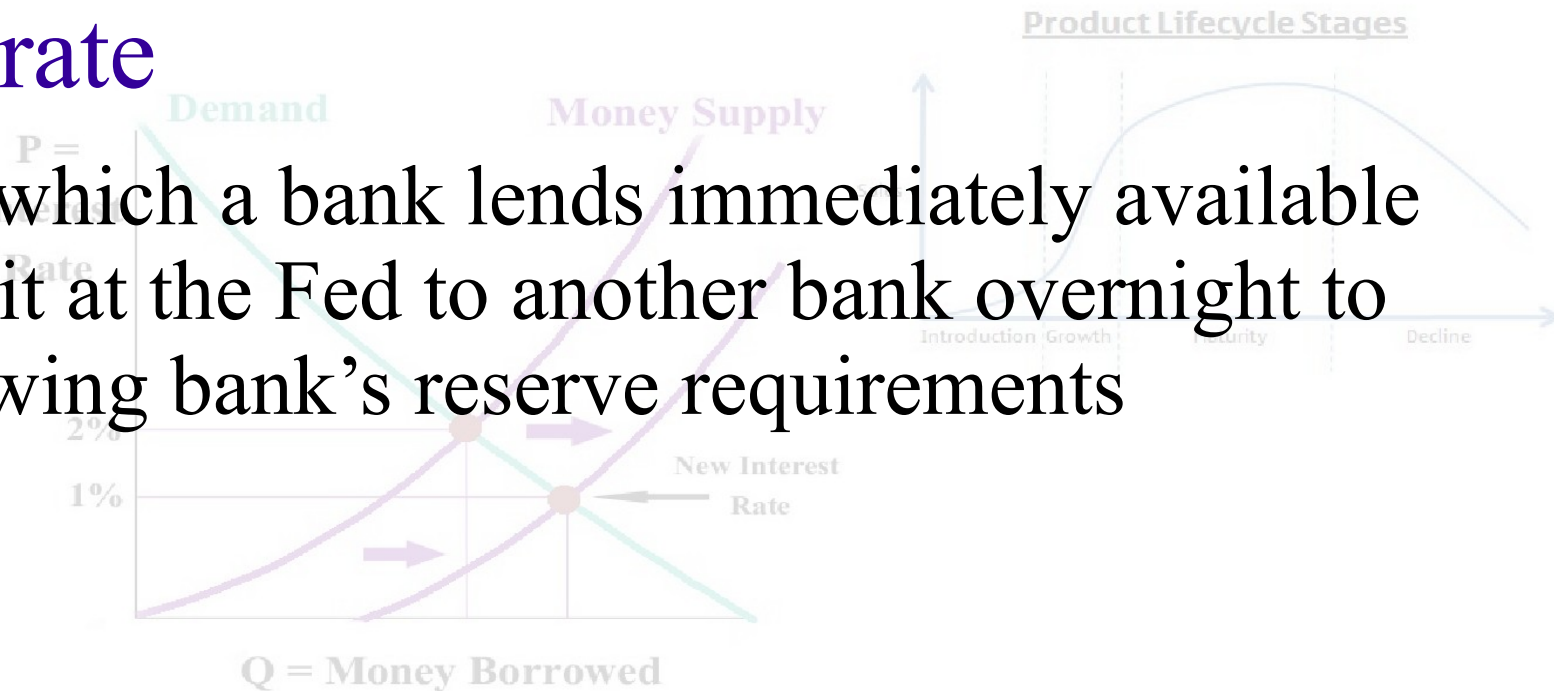 rate
which a bank lends immediately available
it at the Fed to another bank overnight to
wing bank’s reserve requirements
Product Lifecycle Stages
Introduction
Growth
Maturity
Decline
Demand
Money Supply
P =
Rate
2%
1%
New Interest
Rate
Q = Money Borrowed